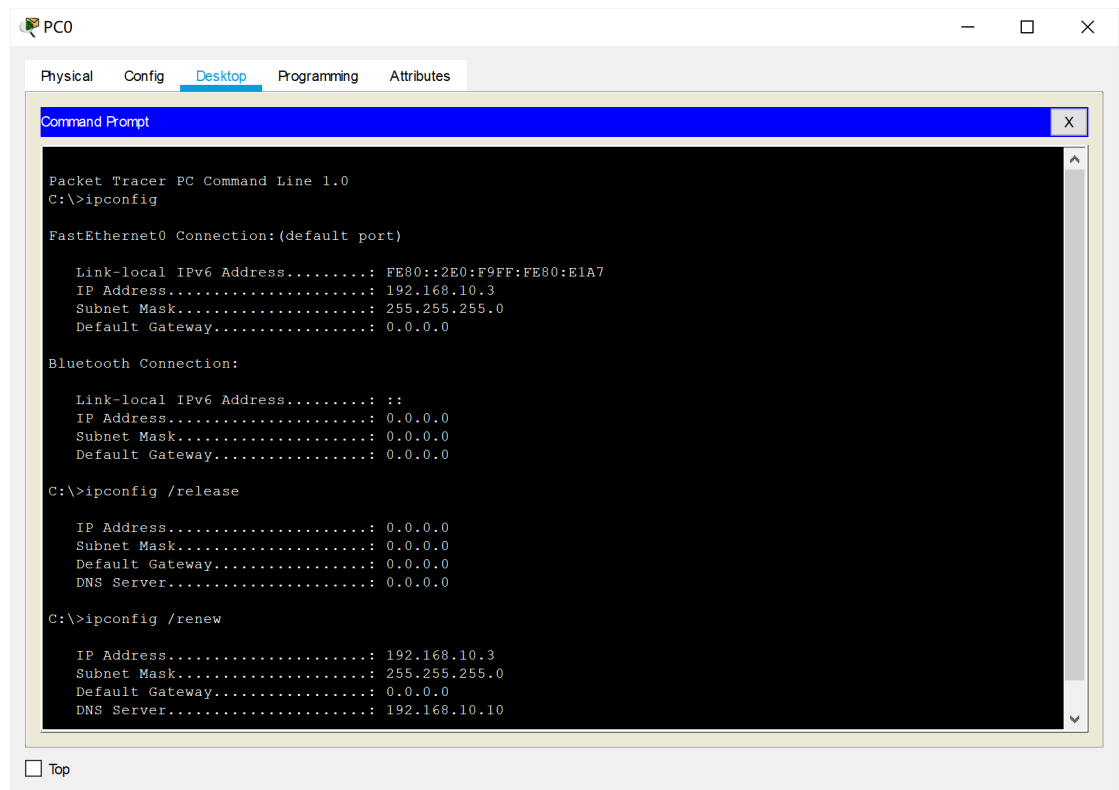 PC0
Physical Config Desktop Programming Attributes
Command Prompt X
Packet Tracer PC Command Line 1.0
C:\>ipconfig
FastEthernet0 Connection:(default port)
Link-local IPv6 Address.........: FE80::2E0:F9FF:FE80:E1A7
IP Address......................: 192.168.10.3
Subnet Mask.....................: 255.255.255.0
Default Gateway.................: 0.0.0.0
Bluetooth Connection:
Link-local IPv6 Address.........: ::
IP Address......................: 0.0.0.0
Subnet Mask.....................: 0.0.0.0
Default Gateway.................: 0.0.0.0
C:\>ipconfig /release
IP Address......................: 0.0.0.0
Subnet Mask.....................: 0.0.0.0
Default Gateway.................: 0.0.0.0
DNS Server......................: 0.0.0.0
C:\>ipconfig /renew
IP Address......................: 192.168.10.3
Subnet Mask.....................: 255.255.255.0
Default Gateway.................: 0.0.0.0
DNS Server......................: 192.168.10.10
Top